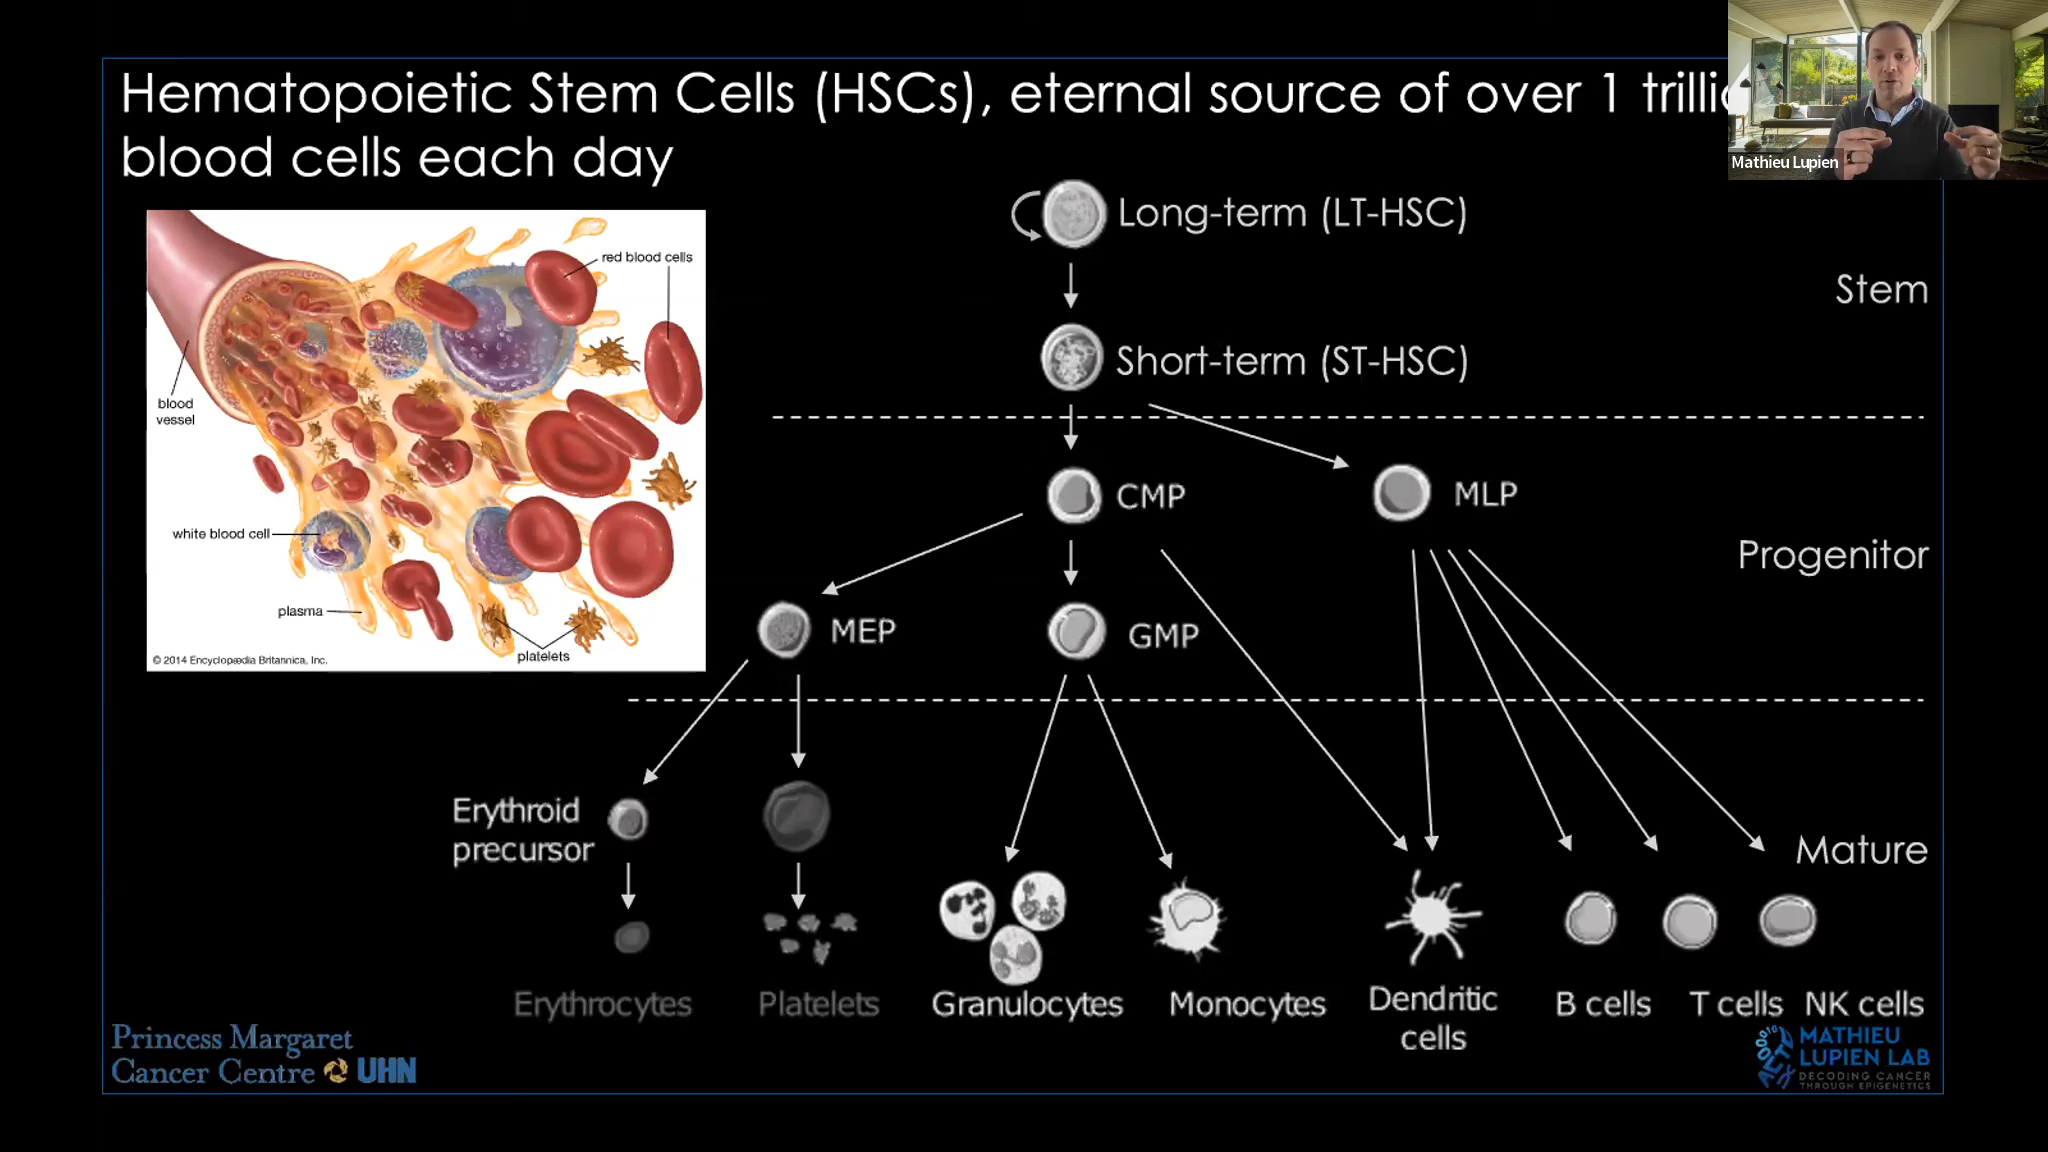 Hematopoietic Stem Cells (HSCs), eternal source of over 1
blood cells each day
Mathieu Lupien
Long-term (LT-HSC)
Stem
Short-term (ST-HSC)
red blood cells
blood
vessel
white blood cell
plasma
platelets
© 2014 Encyclopædia Britannica, Inc.
CMP
MLP
Progenitor
MEP
GMP
Erythroid
precursor
Mature
Erythrocytes
Platelets
Granulocytes
Monocytes
Dendritic
cells
B cells
T cells
NK cells
Princess Margaret
Cancer Centre UHN
MATHIEU
LUPIEN LAB
DECODING CANCER
THROUGH EPIGENETICS